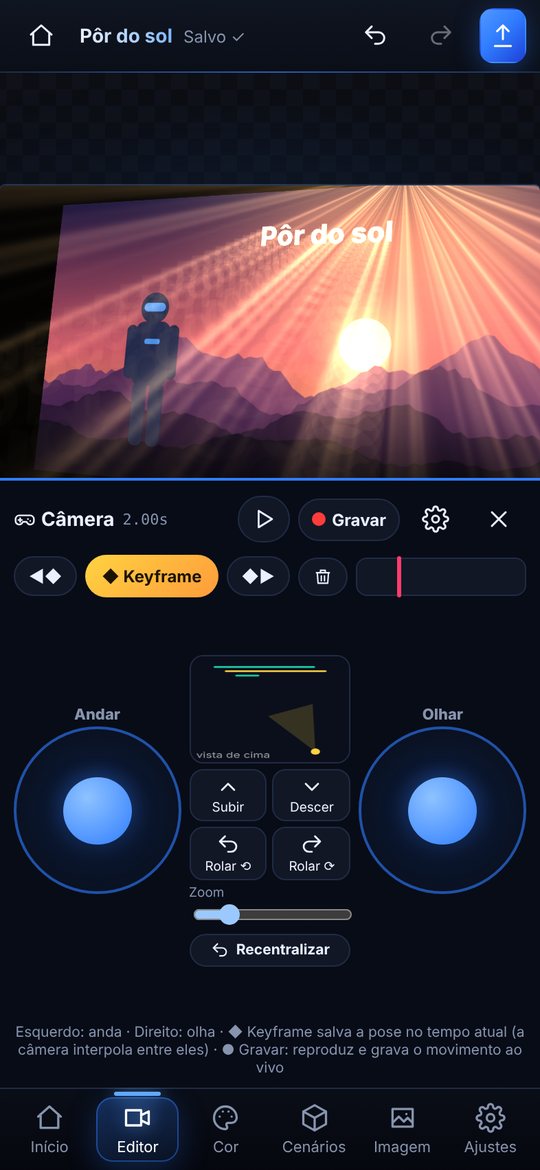 Pôr do sol Salvo ✓
Pôr do sol
Câmera 2.00s
Gravar
◀◆ ◆ Keyframe ◆▶
vista de cima
Andar
Olhar
Subir Descer
Rolar ⟲ Rolar ⟳
Zoom
Recentralizar
Esquerdo: anda · Direito: olha · ◆ Keyframe salva a pose no tempo atual (a
câmera interpola entre eles) · ● Gravar: reproduz e grava o movimento ao
vivo
Início Editor Cor Cenários Imagem Ajustes